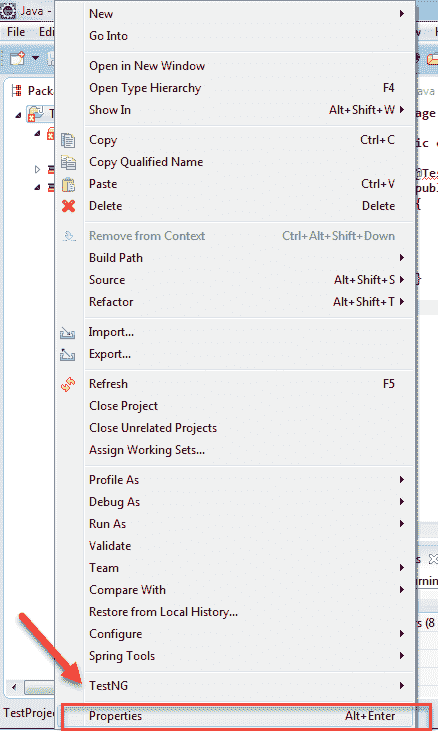 Java -
File Edi
New
Go Into
Open in New Window
Open Type Hierarchy F4
Show In Alt+Shift+W
Copy Ctrl+C
Copy Qualified Name
Paste Ctrl+V
Delete Delete
Remove from Context Ctrl+Alt+Shift+Down
Build Path
Source Alt+Shift+S
Refactor Alt+Shift+T
Import...
Export...
Refresh F5
Close Project
Close Unrelated Projects
Assign Working Sets...
Profile As
Debug As
Run As
Validate
Team
Compare With
Restore from Local History...
Configure
Spring Tools
TestNG
Properties Alt+Enter
Packa
T
TestProje
w
ava
age
ic c
@Tes
publ
{
}
s
rnin
s (8